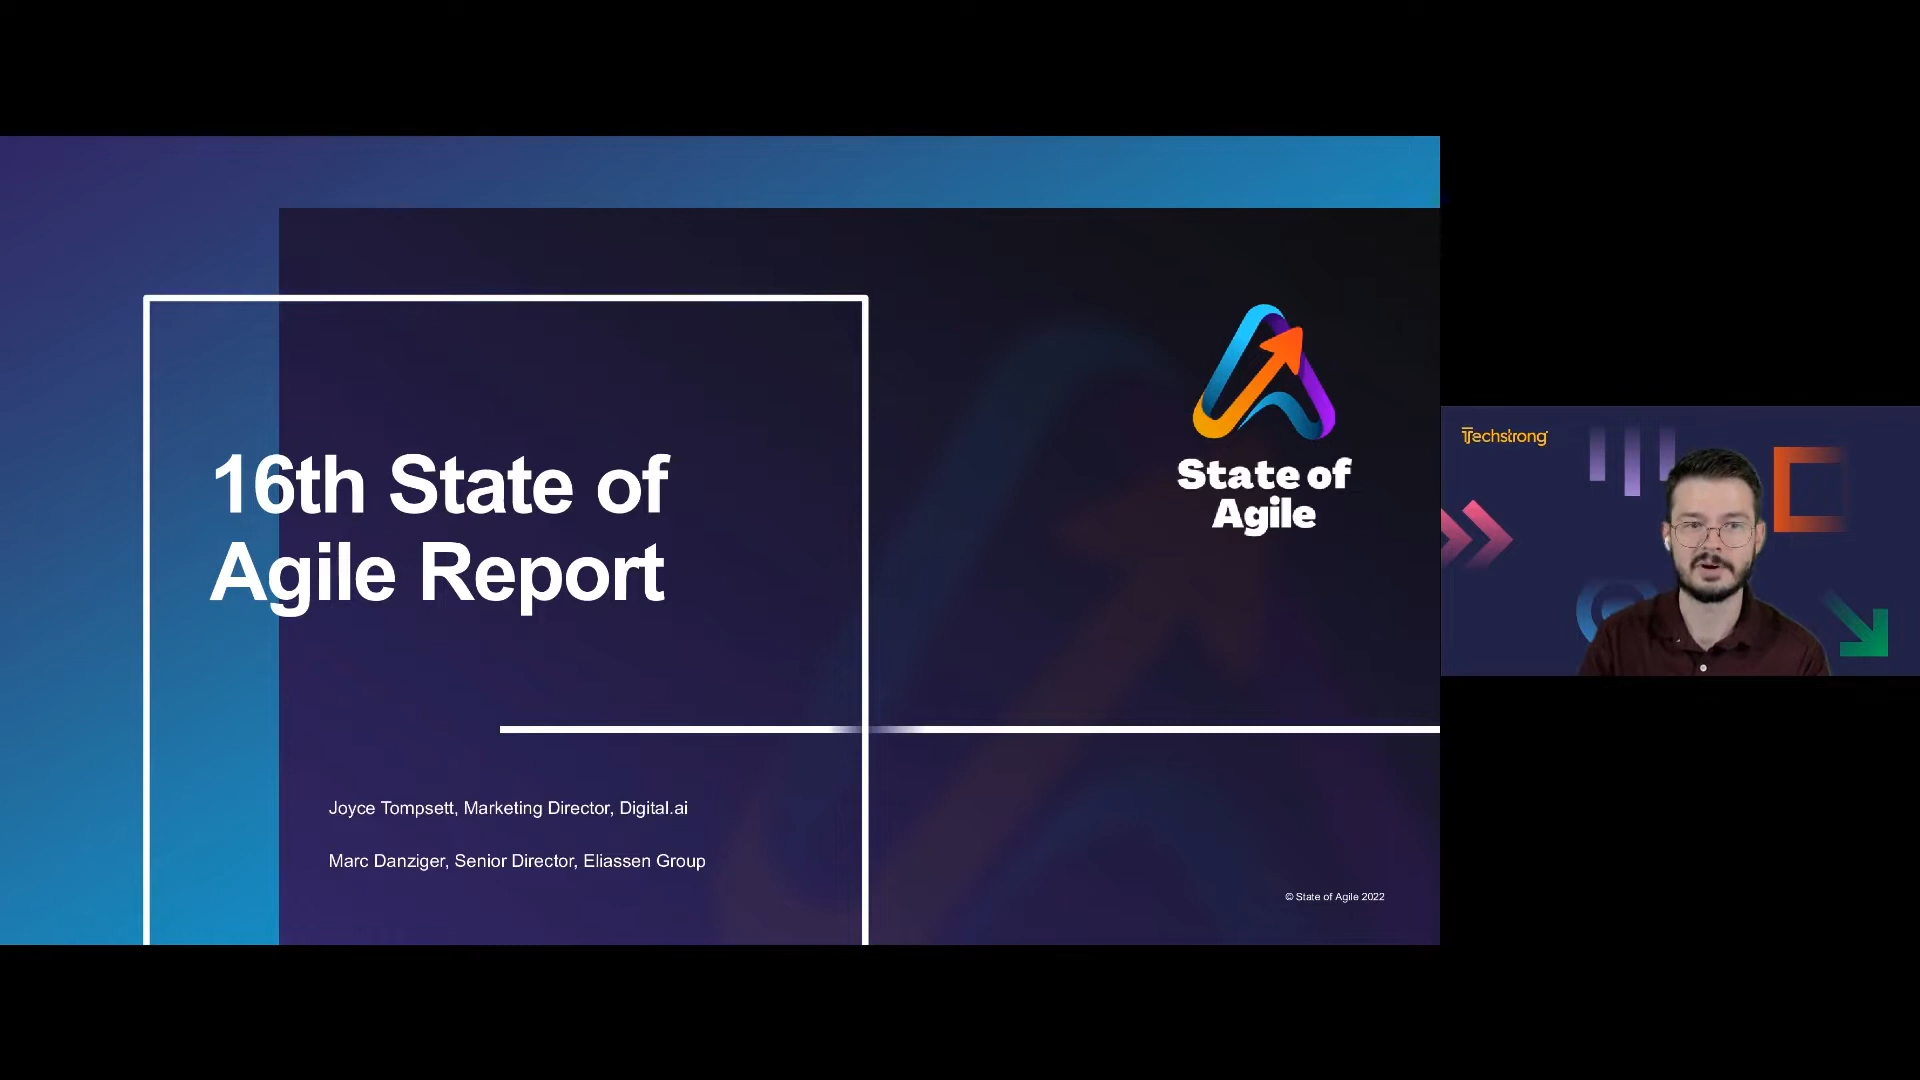 16th State of
Agile Report
State of
Agile
Joyce Tompsett, Marketing Director, Digital.ai
Marc Danziger, Senior Director, Eliassen Group
© State of Agile 2022
Techstrong